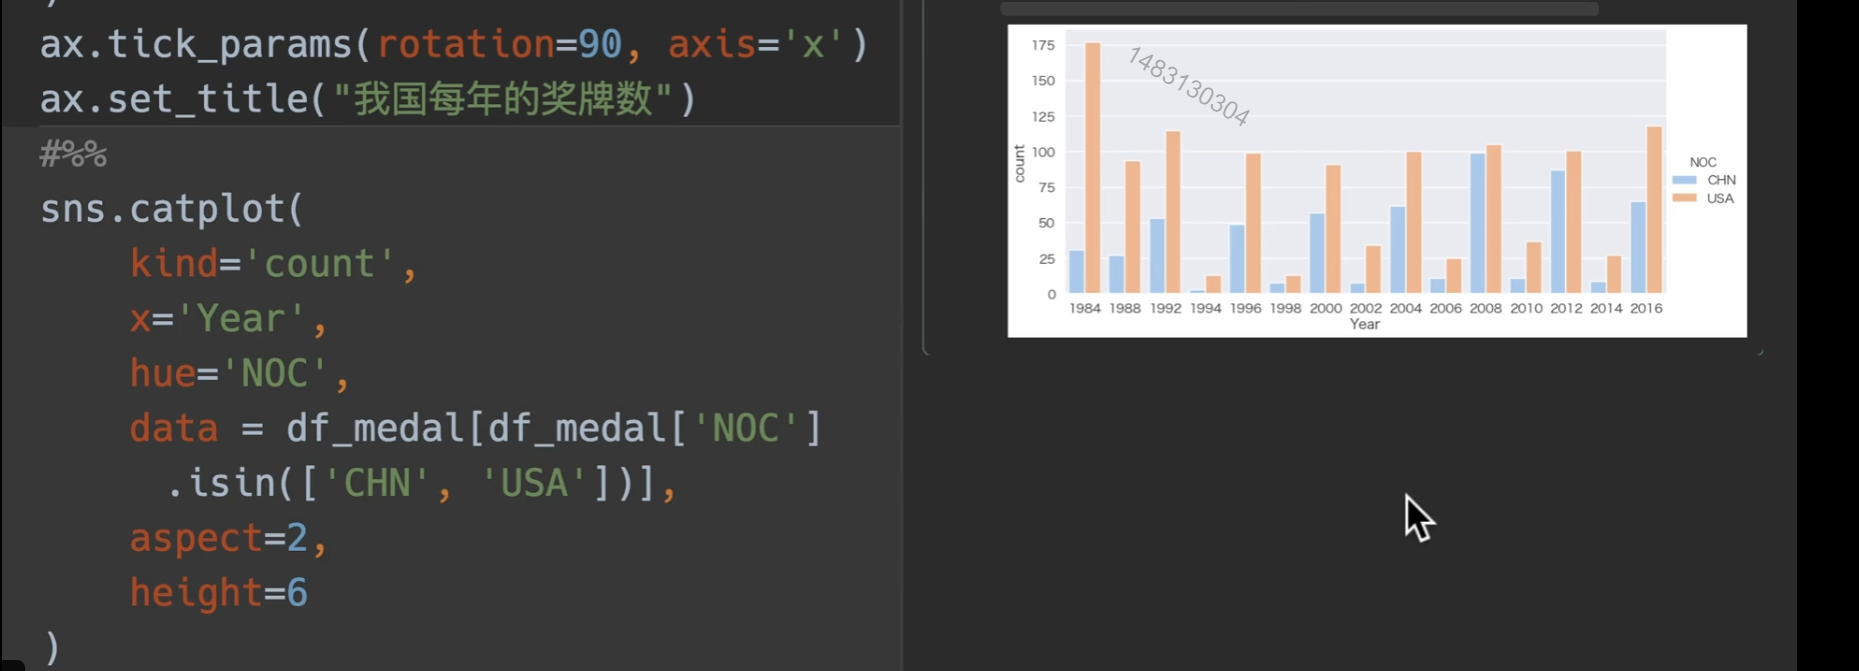 )
ax.tick_params(rotation=90, axis='x')
ax.set_title("我国每年的奖牌数")
#%%
sns.catplot(
    kind='count',
    x='Year',
    hue='NOC',
    data = df_medal[df_medal['NOC']
      .isin(['CHN', 'USA'])],
    aspect=2,
    height=6
)
175
150
125
100
75
50
25
0
count
1483130304
1984 1988 1992 1994 1996 1998 2000 2002 2004 2006 2008 2010 2012 2014 2016
Year
NOC
CHN
USA